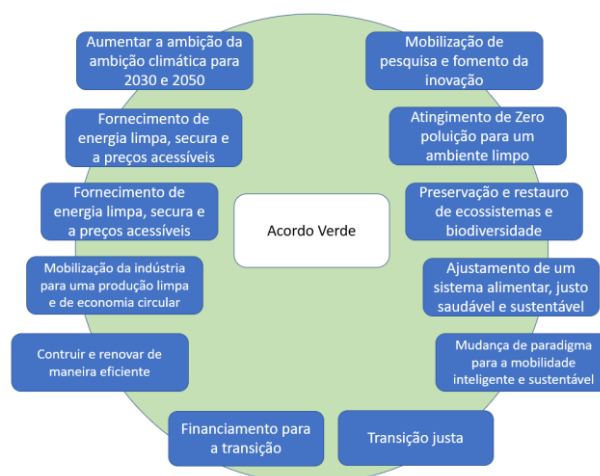 Aumentar a ambição da
ambição climática para
2030 e 2050
Fornecimento de
energia limpa, secura e
a preços acessíveis
Fornecimento de
energia limpa, secura e
a preços acessíveis
Mobilização da indústria
para uma produção limpa
e de economia circular
Contruir e renovar de
maneira eficiente
Financiamento para
a transição
Acordo Verde
Mobilização de
pesquisa e fomento da
inovação
Atingimento de Zero
poluição para um
ambiente limpo
Preservação e restauro
de ecossistemas e
biodiversidade
Ajustamento de um
sistema alimentar, justo
saudável e sustentável
Mudança de paradigma
para a mobilidade
inteligente e sustentável
Transição justa